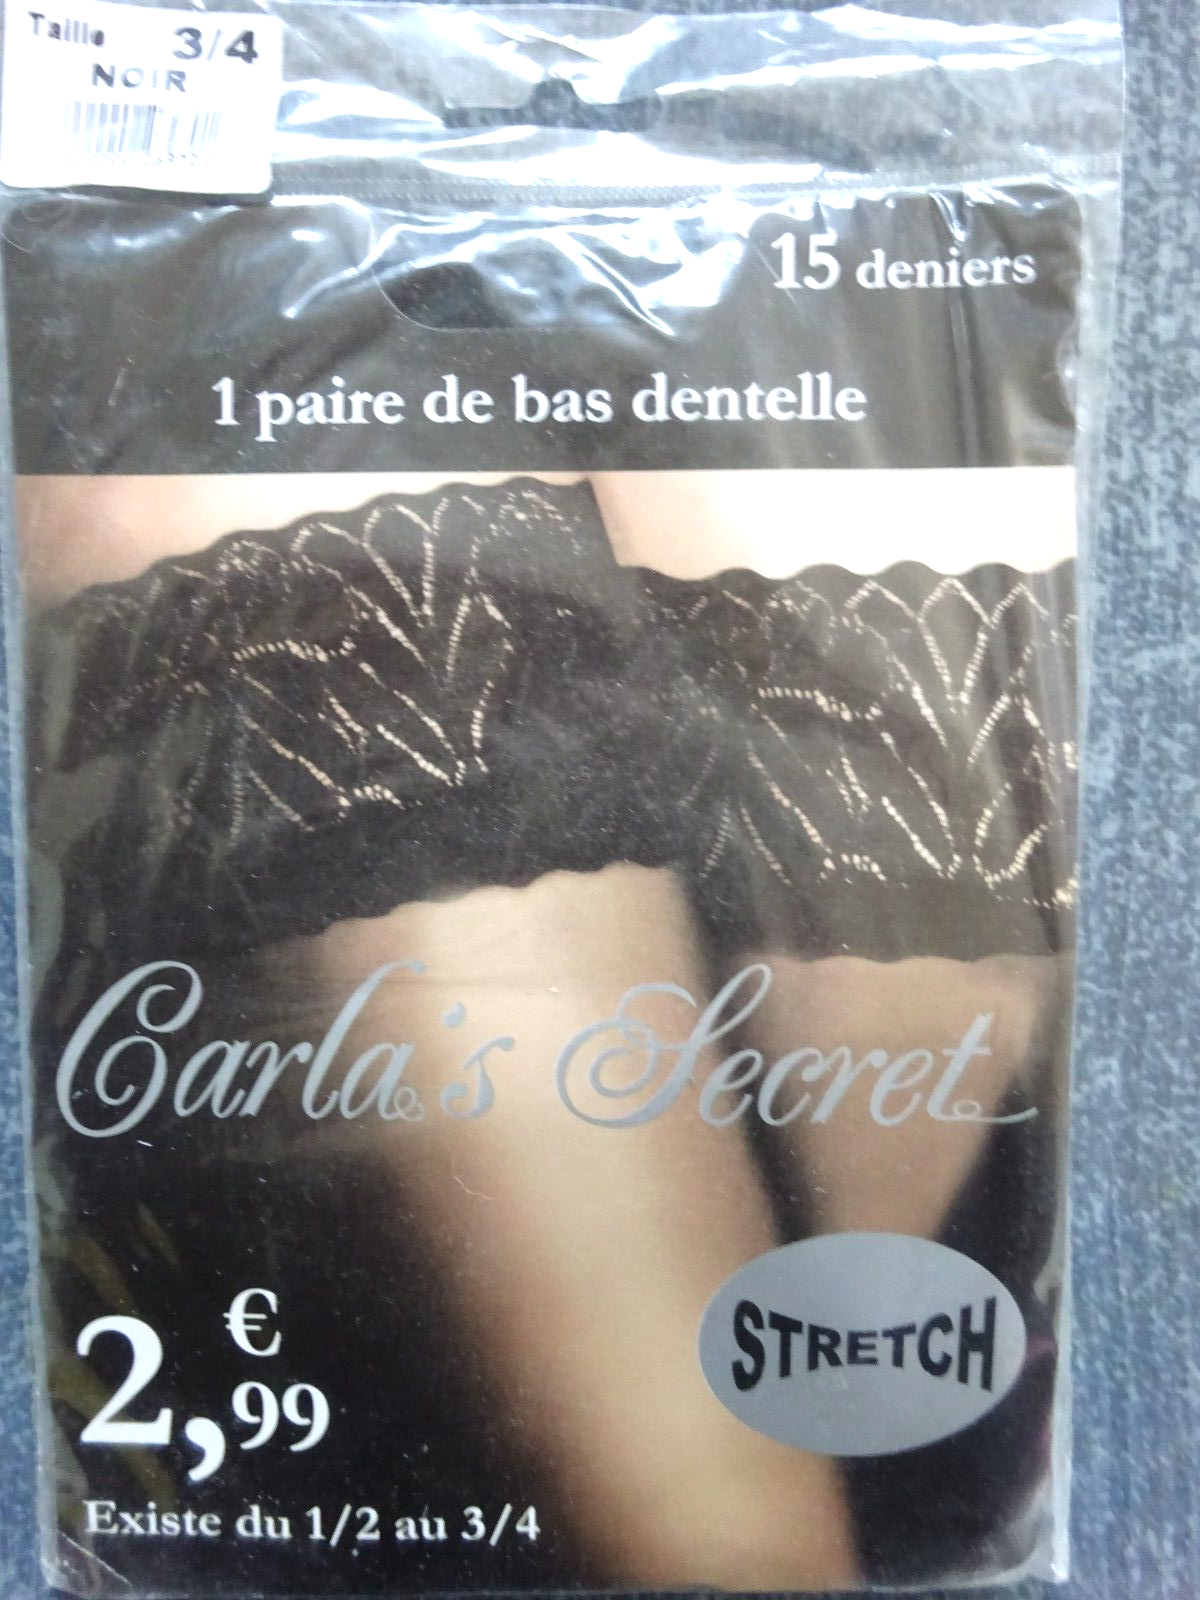 Taille 3/4
NOIR
15 deniers
1 paire de bas dentelle
Carla's Secret
STRETCH
2,99 €
Existe du 1/2 au 3/4